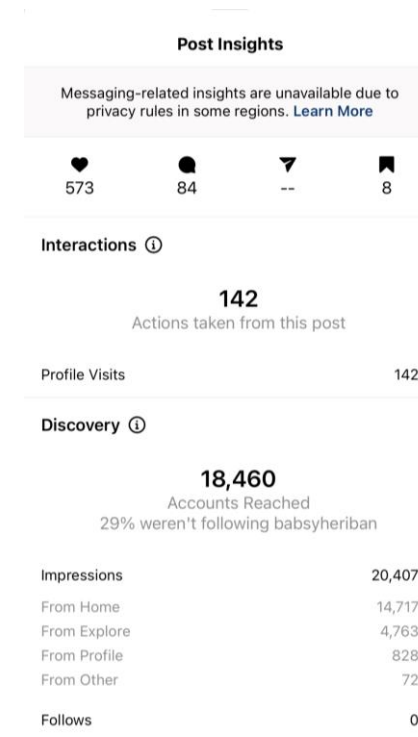 Post Insights
Messaging-related insights are unavailable due to
privacy rules in some regions. Learn More
573 84 -- 8
Interactions
142
Actions taken from this post
Profile Visits 142
Discovery
18,460
Accounts Reached
29% weren't following babsyheriban
Impressions 20,407
From Home 14,717
From Explore 4,763
From Profile 828
From Other 72
Follows 0